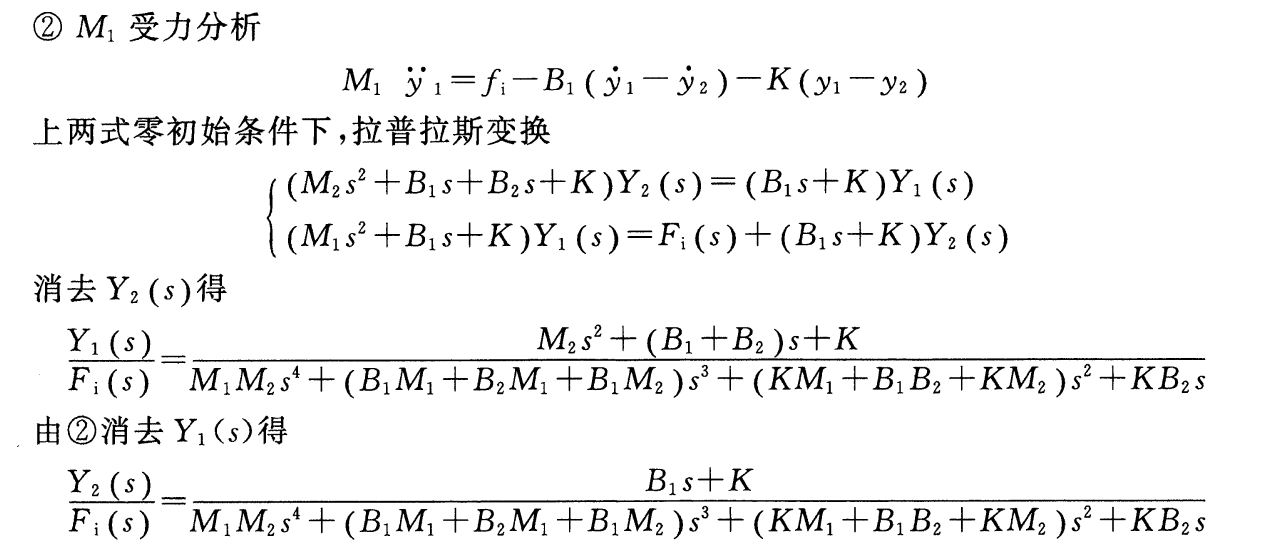 ② M₁ 受力分析
M₁ ÿ₁=fᵢ−B₁(ẏ₁−ẏ₂)−K(y₁−y₂)
上两式零初始条件下,拉普拉斯变换
(M₂s²+B₁s+B₂s+K)Y₂(s)=(B₁s+K)Y₁(s)
(M₁s²+B₁s+K)Y₁(s)=Fᵢ(s)+(B₁s+K)Y₂(s)
消去 Y₂(s)得
Y₁(s)/Fᵢ(s)=(M₂s²+(B₁+B₂)s+K)/(M₁M₂s⁴+(B₁M₁+B₂M₁+B₁M₂)s³+(KM₁+B₁B₂+KM₂)s²+KB₂s)
由②消去 Y₁(s)得
Y₂(s)/Fᵢ(s)=(B₁s+K)/(M₁M₂s⁴+(B₁M₁+B₂M₁+B₁M₂)s³+(KM₁+B₁B₂+KM₂)s²+KB₂s)